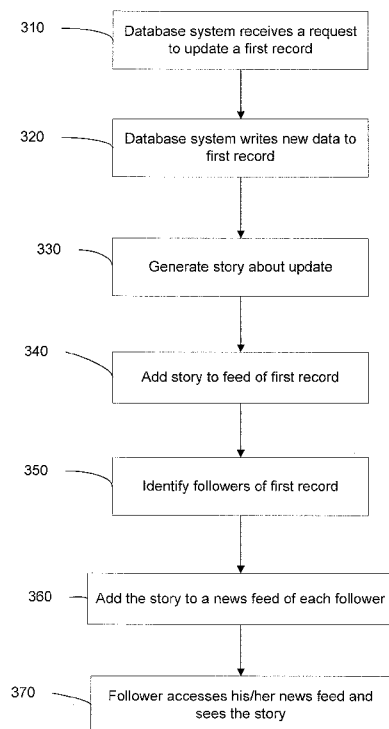 310
Database system receives a request
to update a first record
320
Database system writes new data to
first record
330
Generate story about update
340
Add story to feed of first record
350
Identify followers of first record
360
Add the story to a news feed of each follower
370
Follower accesses his/her news feed and
sees the story